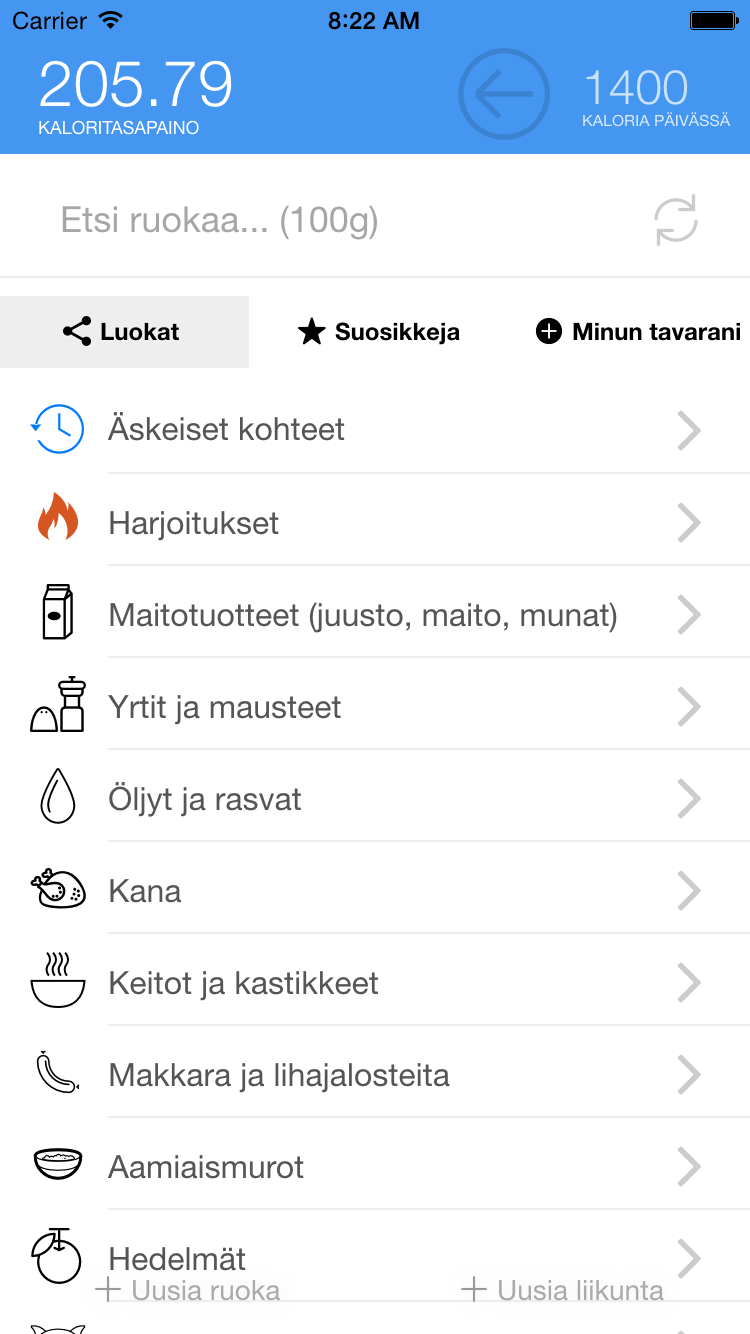 Carrier 8:22 AM
205.79 1400
KALORITASAPAINO KALORIA PÄIVÄSSÄ
Etsi ruokaa... (100g)
Luokat Suosikkeja Minun tavarani
Äskeiset kohteet
Harjoitukset
Maitotuotteet (juusto, maito, munat)
Yrtit ja mausteet
Öljyt ja rasvat
Kana
Keitot ja kastikkeet
Makkara ja lihajalosteita
Aamiaismurot
Hedelmät
Uusia ruoka Uusia liikunta